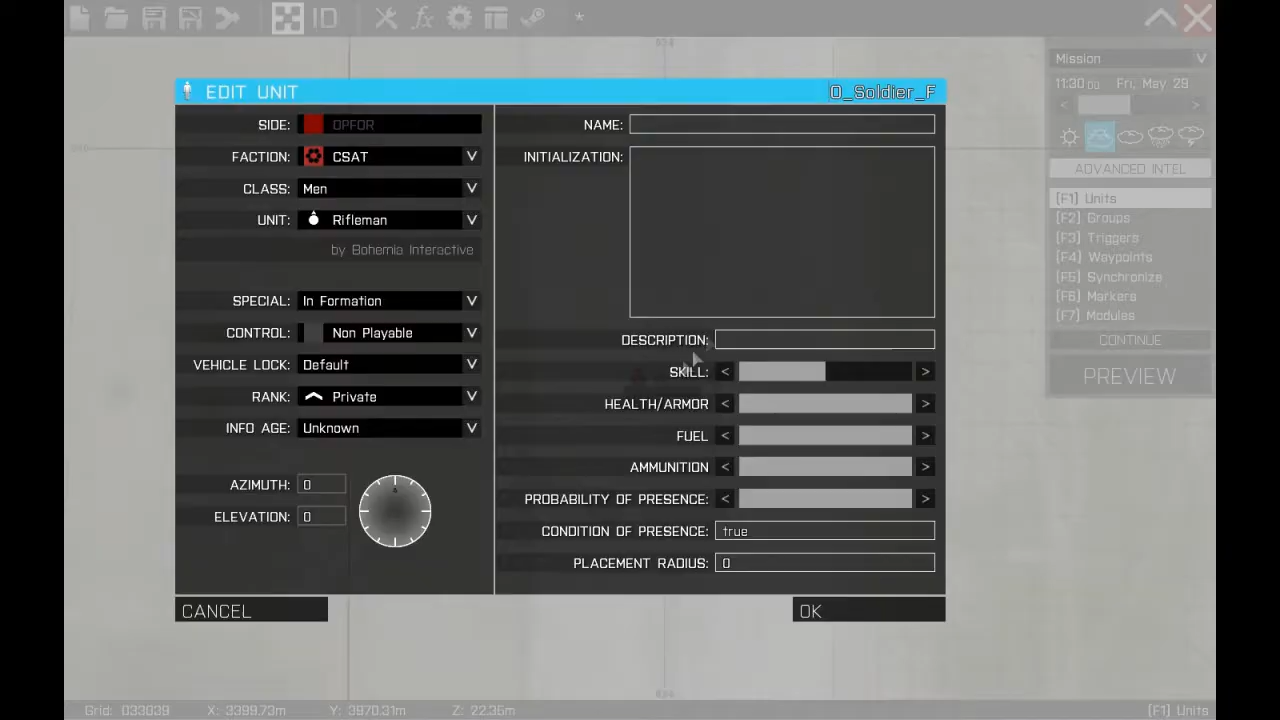 ID
*
Mission
11:30 00 Fri, May 29
ADVANCED INTEL
[F1] Units
[F2] Groups
[F3] Triggers
[F4] Waypoints
[F5] Synchronize
[F6] Markers
[F7] Modules
CONTINUE
PREVIEW
EDIT UNIT
O_Soldier_F
SIDE: OPFOR
FACTION: CSAT
CLASS: Men
UNIT: Rifleman
by Bohemia Interactive
SPECIAL: In Formation
CONTROL: Non Playable
VEHICLE LOCK: Default
RANK: Private
INFO AGE: Unknown
AZIMUTH: 0
ELEVATION: 0
NAME:
INITIALIZATION:
DESCRIPTION:
SKILL: < >
HEALTH/ARMOR < >
FUEL < >
AMMUNITION < >
PROBABILITY OF PRESENCE: < >
CONDITION OF PRESENCE: true
PLACEMENT RADIUS: 0
CANCEL
OK
Grid: 033039 X: 3399.73m Y: 3970.31m Z: 22.36m
[F1] Units